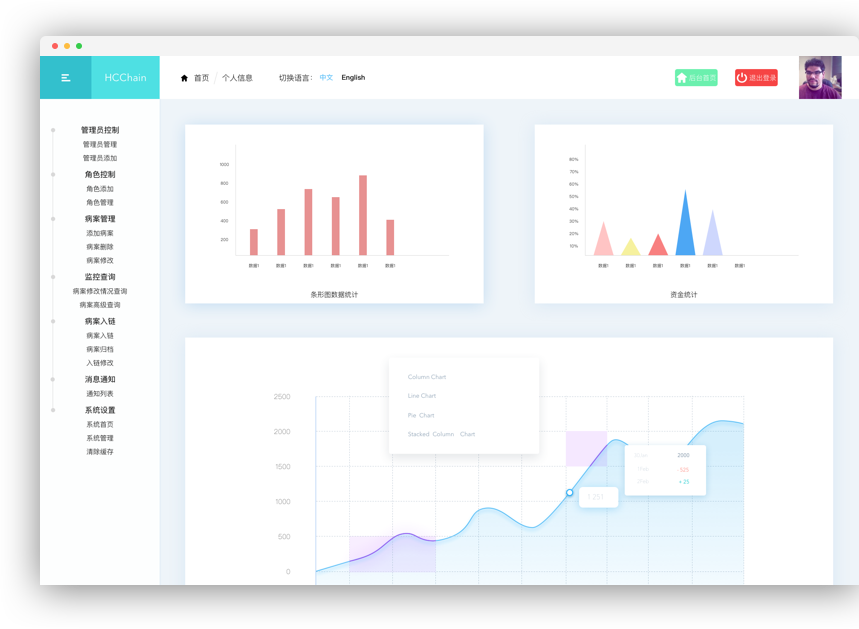 HCChain
首页 / 个人信息 切换语言: 中文 English
后台首页
退出登录
管理员控制
管理员管理
管理员添加
角色控制
角色添加
角色管理
病案管理
添加病案
病案删除
病案修改
监控查询
病案修改情况查询
病案高级查询
病案入链
病案入链
病案归档
入链修改
消息通知
通知列表
系统设置
系统首页
系统管理
清除缓存
800
600
400
200
数据1 数据1 数据1 数据1 数据1 数据1
条形图数据统计
80%
70%
60%
50%
40%
30%
20%
10%
数据1 数据1 数据1 数据1 数据1 数据1
资金统计
Column Chart
Line Chart
Pie Chart
Stacked Column Chart
2500
2000
1500
1000
500
0
1 251
2000
- 525
+ 25